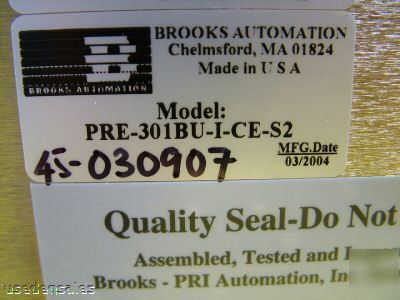 BROOKS AUTOMATION
Chelmsford, MA 01824
Made in U S A
B
BROOKS AUTOMATION
Model:
PRE-301BU-I-CE-S2
45-030907
MFG.Date
03/2004
Quality Seal-Do Not
Assembled, Tested and
Brooks - PRI Automation, In